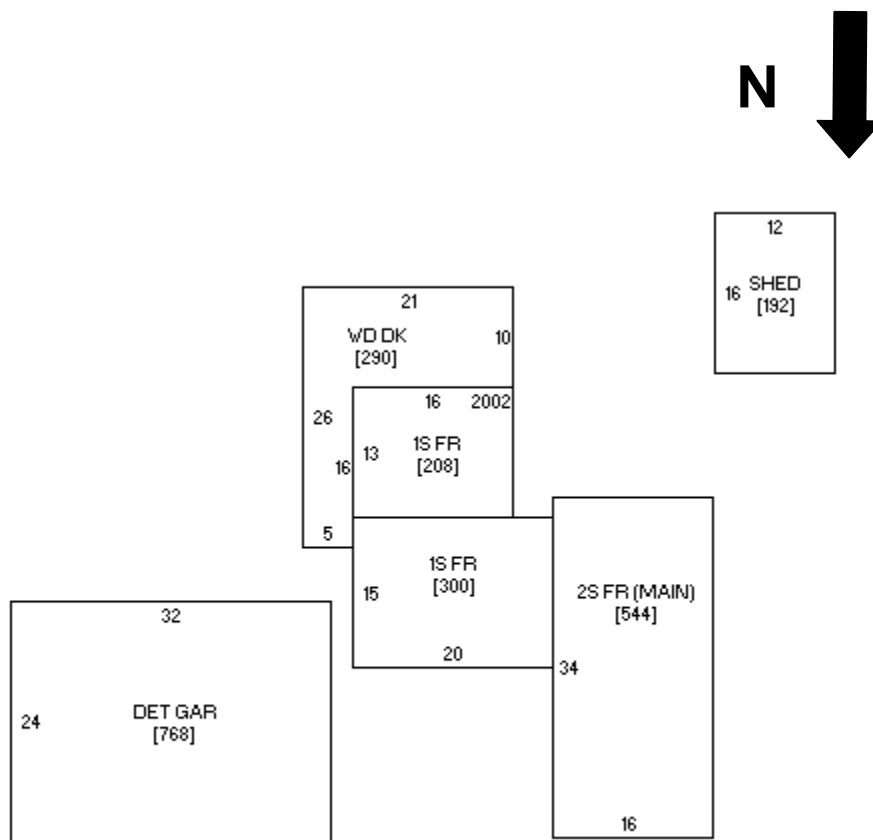 N
12
16 SHED
[192]
21
WD DK
[290]
10
16 2002
26
13
1S FR
[208]
16
5
1S FR
[300]
15
20
2S FR (MAIN)
[544]
34
16
32
24
DET GAR
[768]